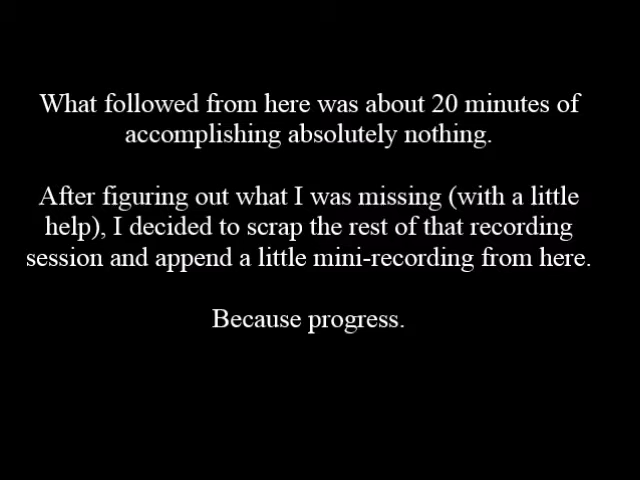 What followed from here was about 20 minutes of
accomplishing absolutely nothing.
After figuring out what I was missing (with a little
help), I decided to scrap the rest of that recording
session and append a little mini-recording from here.
Because progress.